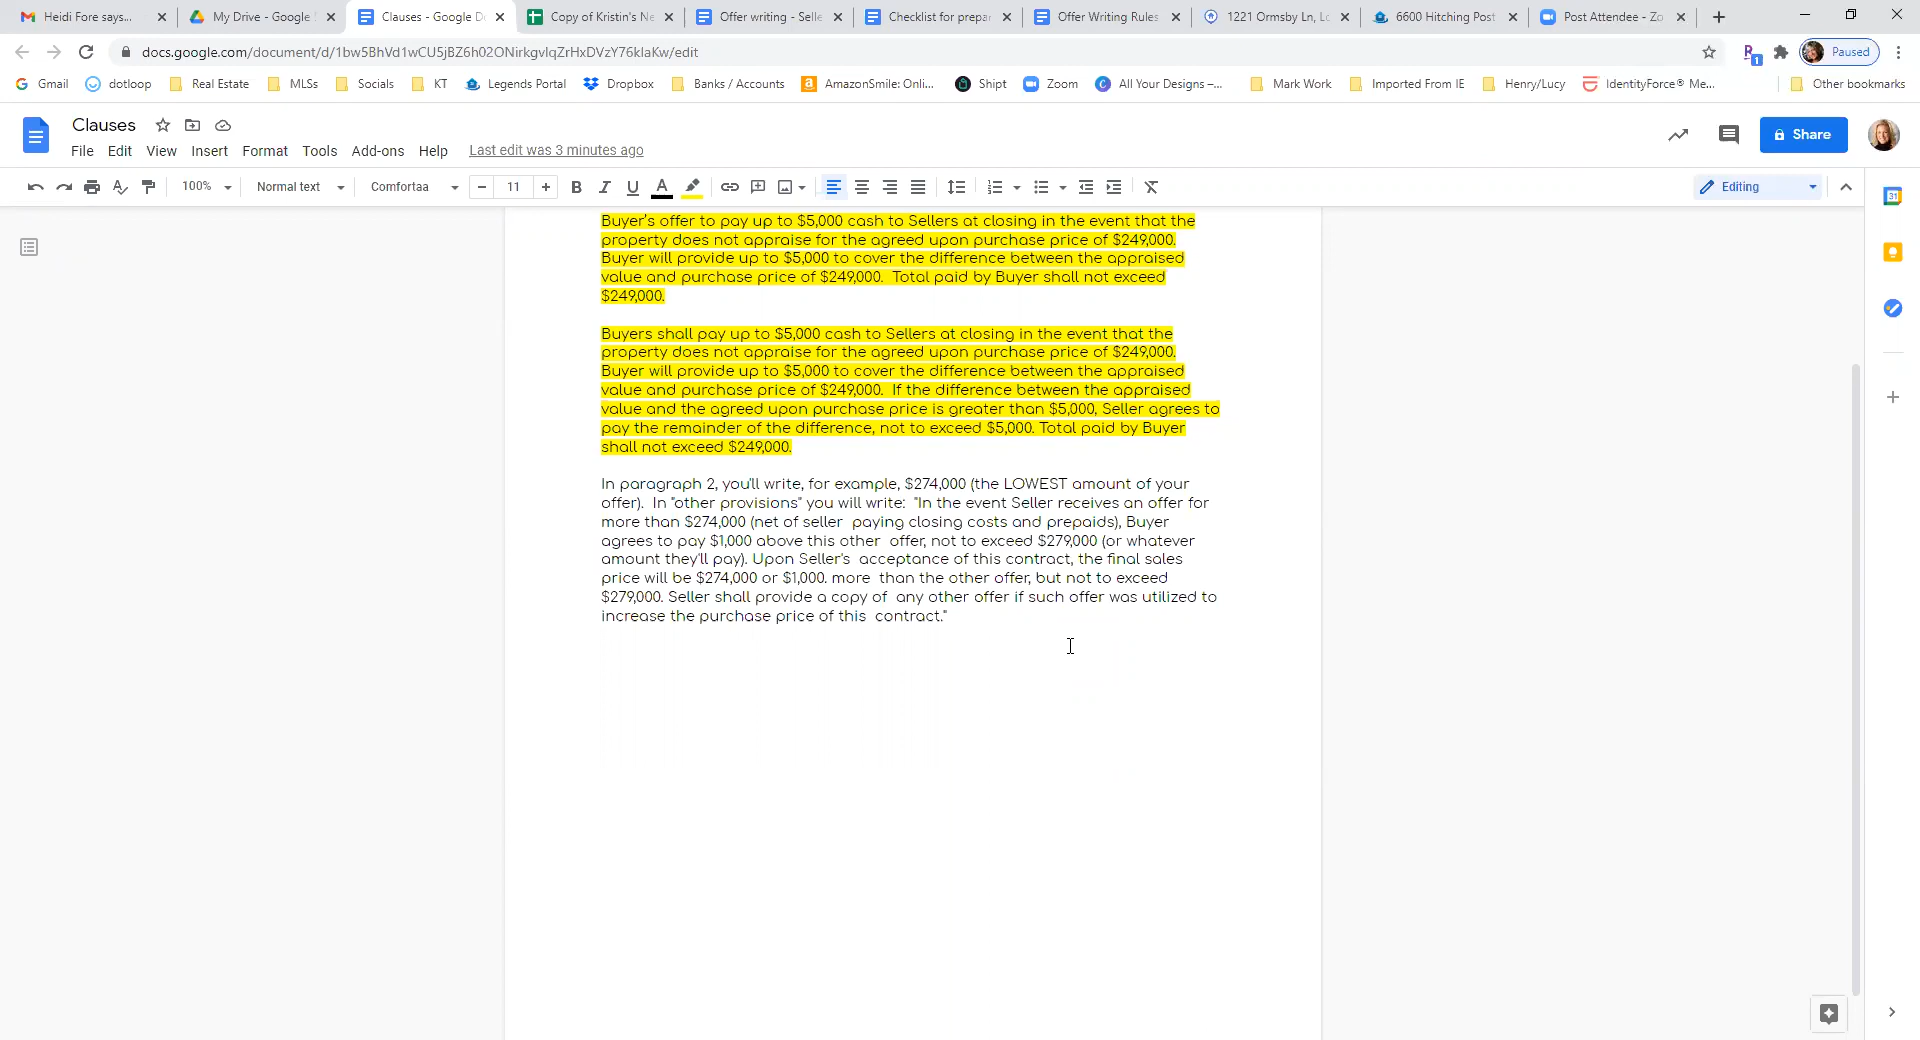 Heidi Fore says...
My Drive - Google
Clauses - Google D
Copy of Kristin's Ne
Offer writing - Selle
Checklist for prepar
Offer Writing Rules
1221 Ormsby Ln, Lo
6600 Hitching Post
Post Attendee - Zo
docs.google.com/document/d/1bw5BhVd1wCU5jBZ6h02ONirkgvlqZrHxDVzY76klaKw/edit
Paused
Gmail
dotloop
Real Estate
MLSs
Socials
KT
Legends Portal
Dropbox
Banks / Accounts
AmazonSmile: Onli...
Shipt
Zoom
All Your Designs –...
Mark Work
Imported From IE
Henry/Lucy
IdentityForce® Me...
Other bookmarks
Clauses
File Edit View Insert Format Tools Add-ons Help Last edit was 3 minutes ago
Share
100% Normal text Comfortaa 11 B I U A
Editing
Buyer's offer to pay up to $5,000 cash to Sellers at closing in the event that the
property does not appraise for the agreed upon purchase price of $249,000.
Buyer will provide up to $5,000 to cover the difference between the appraised
value and purchase price of $249,000.  Total paid by Buyer shall not exceed
$249,000.
Buyers shall pay up to $5,000 cash to Sellers at closing in the event that the
property does not appraise for the agreed upon purchase price of $249,000.
Buyer will provide up to $5,000 to cover the difference between the appraised
value and purchase price of $249,000.  If the difference between the appraised
value and the agreed upon purchase price is greater than $5,000, Seller agrees to
pay the remainder of the difference, not to exceed $5,000. Total paid by Buyer
shall not exceed $249,000.
In paragraph 2, you'll write, for example, $274,000 (the LOWEST amount of your
offer).  In "other provisions" you will write:  "In the event Seller receives an offer for
more than $274,000 (net of seller  paying closing costs and prepaids), Buyer
agrees to pay $1,000 above this other  offer, not to exceed $279,000 (or whatever
amount they'll pay). Upon Seller's  acceptance of this contract, the final sales
price will be $274,000 or $1,000. more  than the other offer, but not to exceed
$279,000. Seller shall provide a copy of  any other offer if such offer was utilized to
increase the purchase price of this  contract."